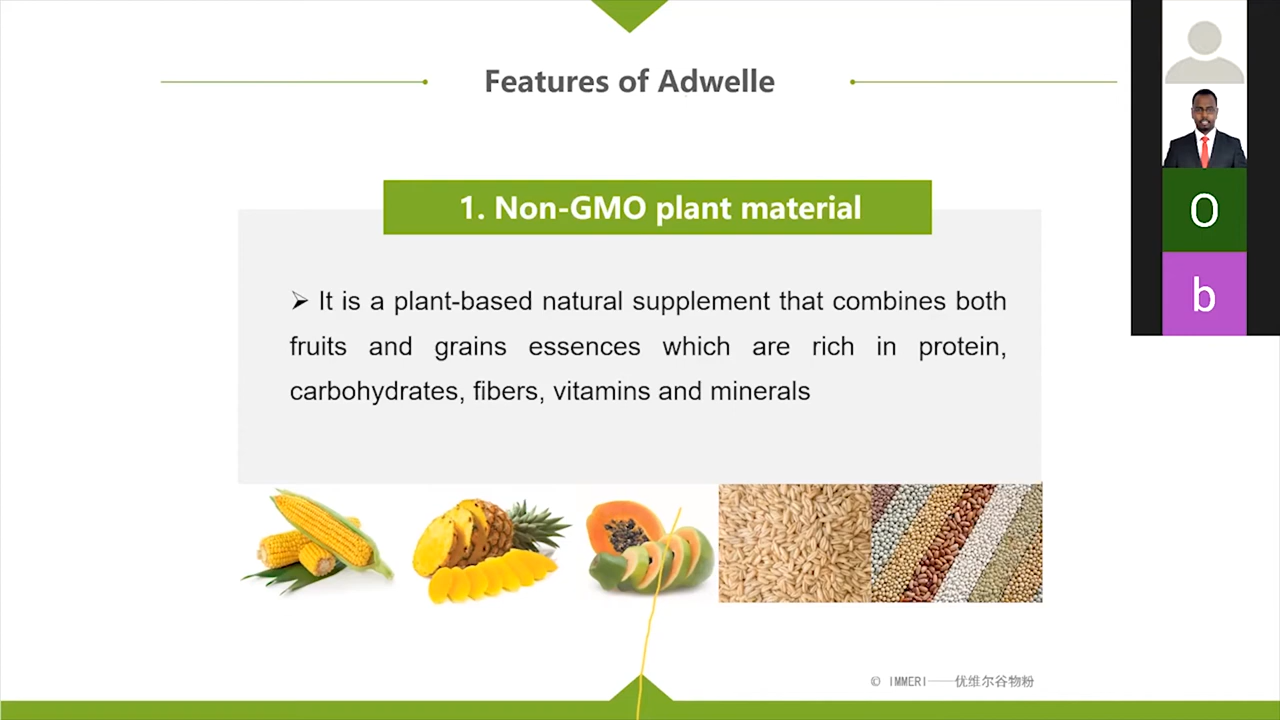 Features of Adwelle
1. Non-GMO plant material
➢ It is a plant-based natural supplement that combines both
fruits and grains essences which are rich in protein,
carbohydrates, fibers, vitamins and minerals
O
b
© IMMERI——优维尔谷物粉